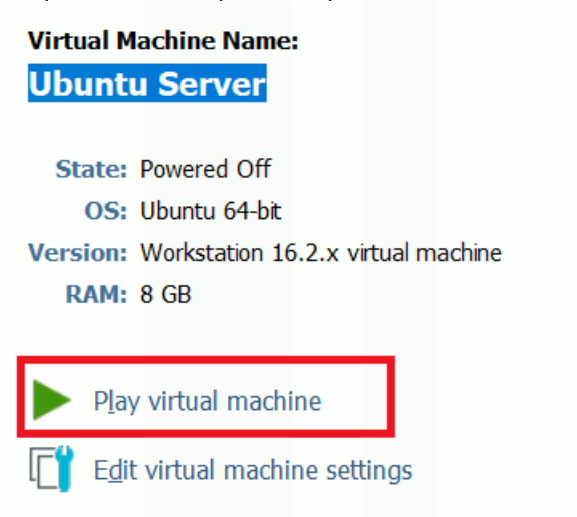 Virtual Machine Name:
Ubuntu Server
State: Powered Off
OS: Ubuntu 64-bit
Version: Workstation 16.2.x virtual machine
RAM: 8 GB
Play virtual machine
Edit virtual machine settings